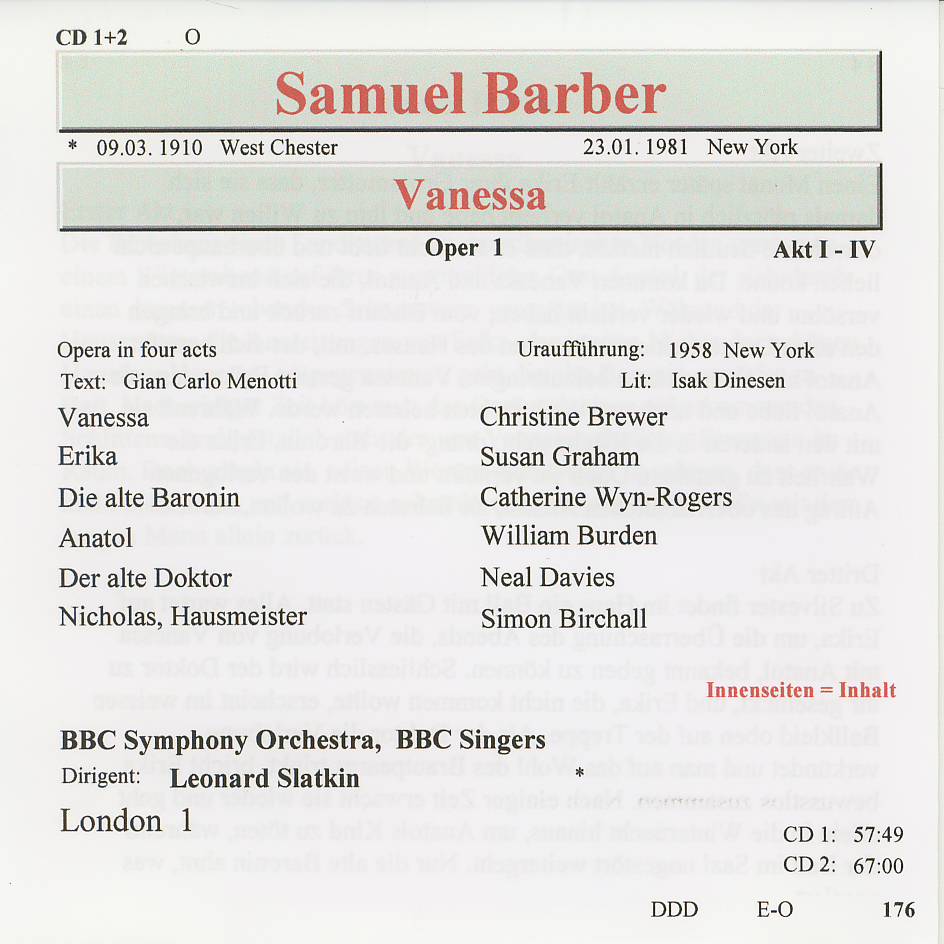 CD 1+2 O
Samuel Barber
* 09.03. 1910 West Chester 23.01. 1981 New York
Vanessa
Oper 1 Akt I - IV
Opera in four acts Uraufführung: 1958 New York
Text: Gian Carlo Menotti Lit: Isak Dinesen
Vanessa Christine Brewer
Erika Susan Graham
Die alte Baronin Catherine Wyn-Rogers
Anatol William Burden
Der alte Doktor Neal Davies
Nicholas, Hausmeister Simon Birchall
Innenseiten = Inhalt
BBC Symphony Orchestra, BBC Singers
Dirigent: Leonard Slatkin *
London 1
CD 1: 57:49
CD 2: 67:00
DDD E-O 176